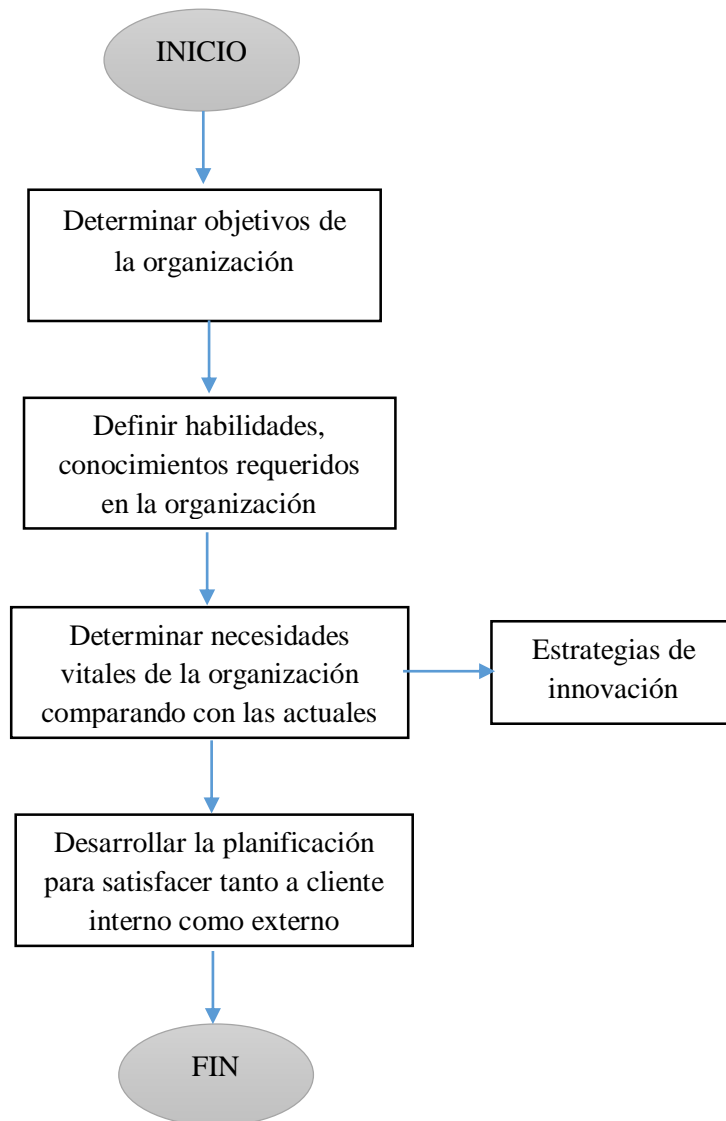 INICIO
Determinar objetivos de
la organización
Definir habilidades,
conocimientos requeridos
en la organización
Determinar necesidades
vitales de la organización
comparando con las actuales
Estrategias de
innovación
Desarrollar la planificación
para satisfacer tanto a cliente
interno como externo
FIN